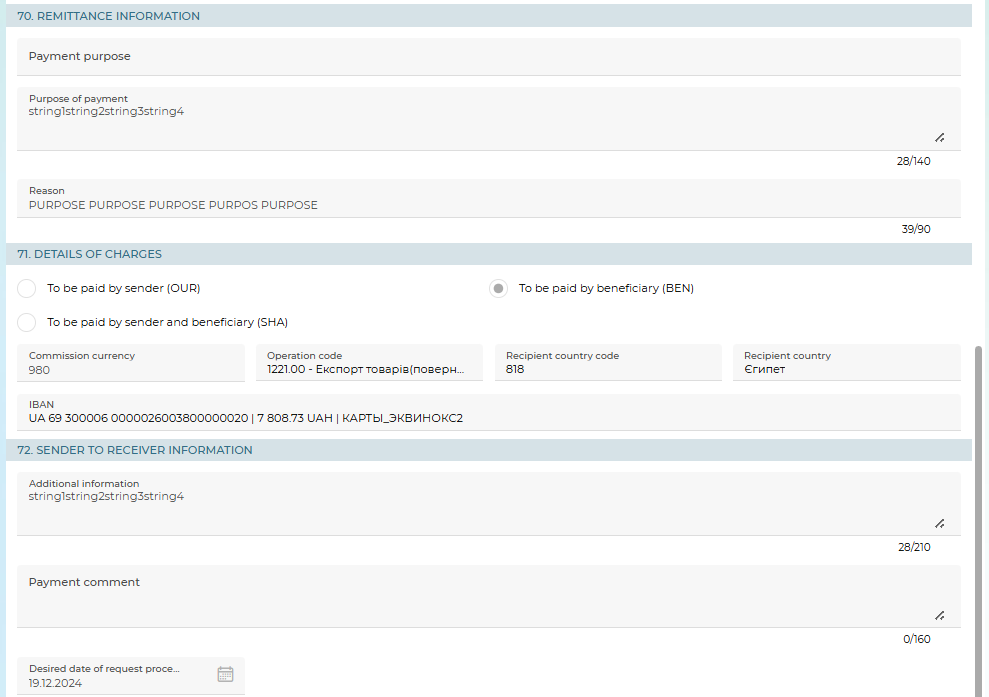 70. REMITTANCE INFORMATION
Payment purpose
Purpose of payment
string1string2string3string4
28/140
Reason
PURPOSE PURPOSE PURPOSE PURPOS PURPOSE
39/90
71. DETAILS OF CHARGES
To be paid by sender (OUR)
To be paid by beneficiary (BEN)
To be paid by sender and beneficiary (SHA)
Commission currency
980
Operation code
1221.00 - Експорт товарів(поверн...
Recipient country code
818
Recipient country
Єгипет
IBAN
UA 69 300006 0000026003800000020 | 7 808.73 UAH | КАРТЫ_ЭКВИНОКС2
72. SENDER TO RECEIVER INFORMATION
Additional information
string1string2string3string4
28/210
Payment comment
0/160
Desired date of request proce...
19.12.2024